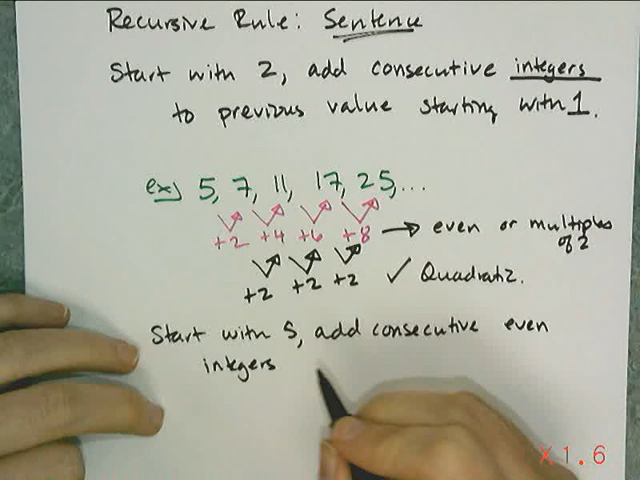 Recursive Rule: Sentence
Start with 2, add consecutive integers
to previous value starting with 1.
ex) 5, 7, 11, 17, 25, ...
+2 +4 +6 +8 → even or multiples
of 2
+2 +2 +2 ✓ Quadratic.
Start with 5, add consecutive even
integers
x1.6